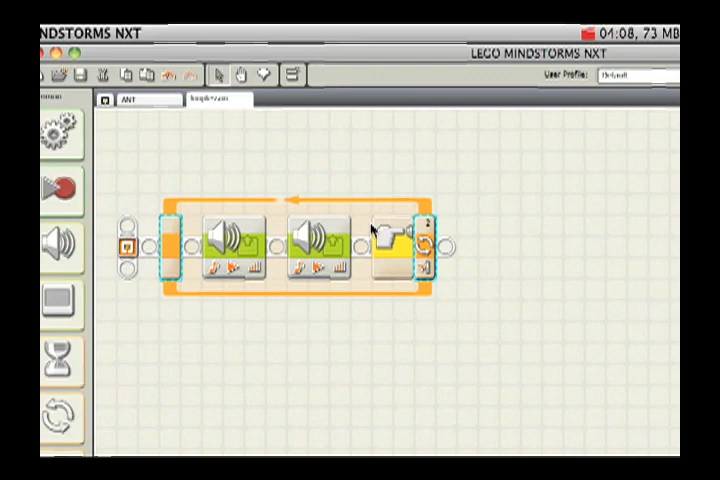 NDSTORMS NXT
04:08, 73 MB
LEGO MINDSTORMS NXT
User Profile:
Default
ANT
2